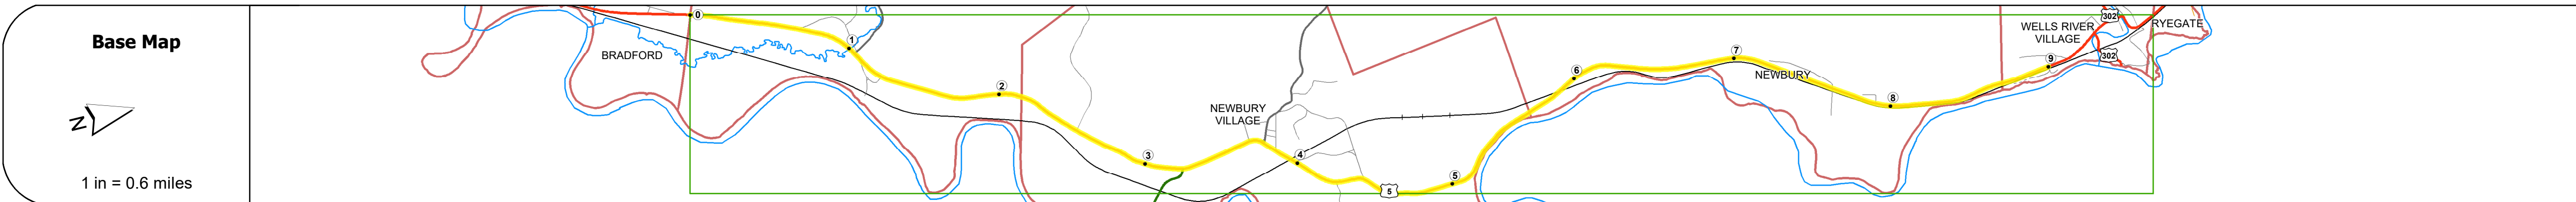 Base Map
N
1 in = 0.6 miles
BRADFORD
0
1
2
3
NEWBURY
VILLAGE
4
5
5
6
7
NEWBURY
8
9
WELLS RIVER
VILLAGE
302
302
RYEGATE